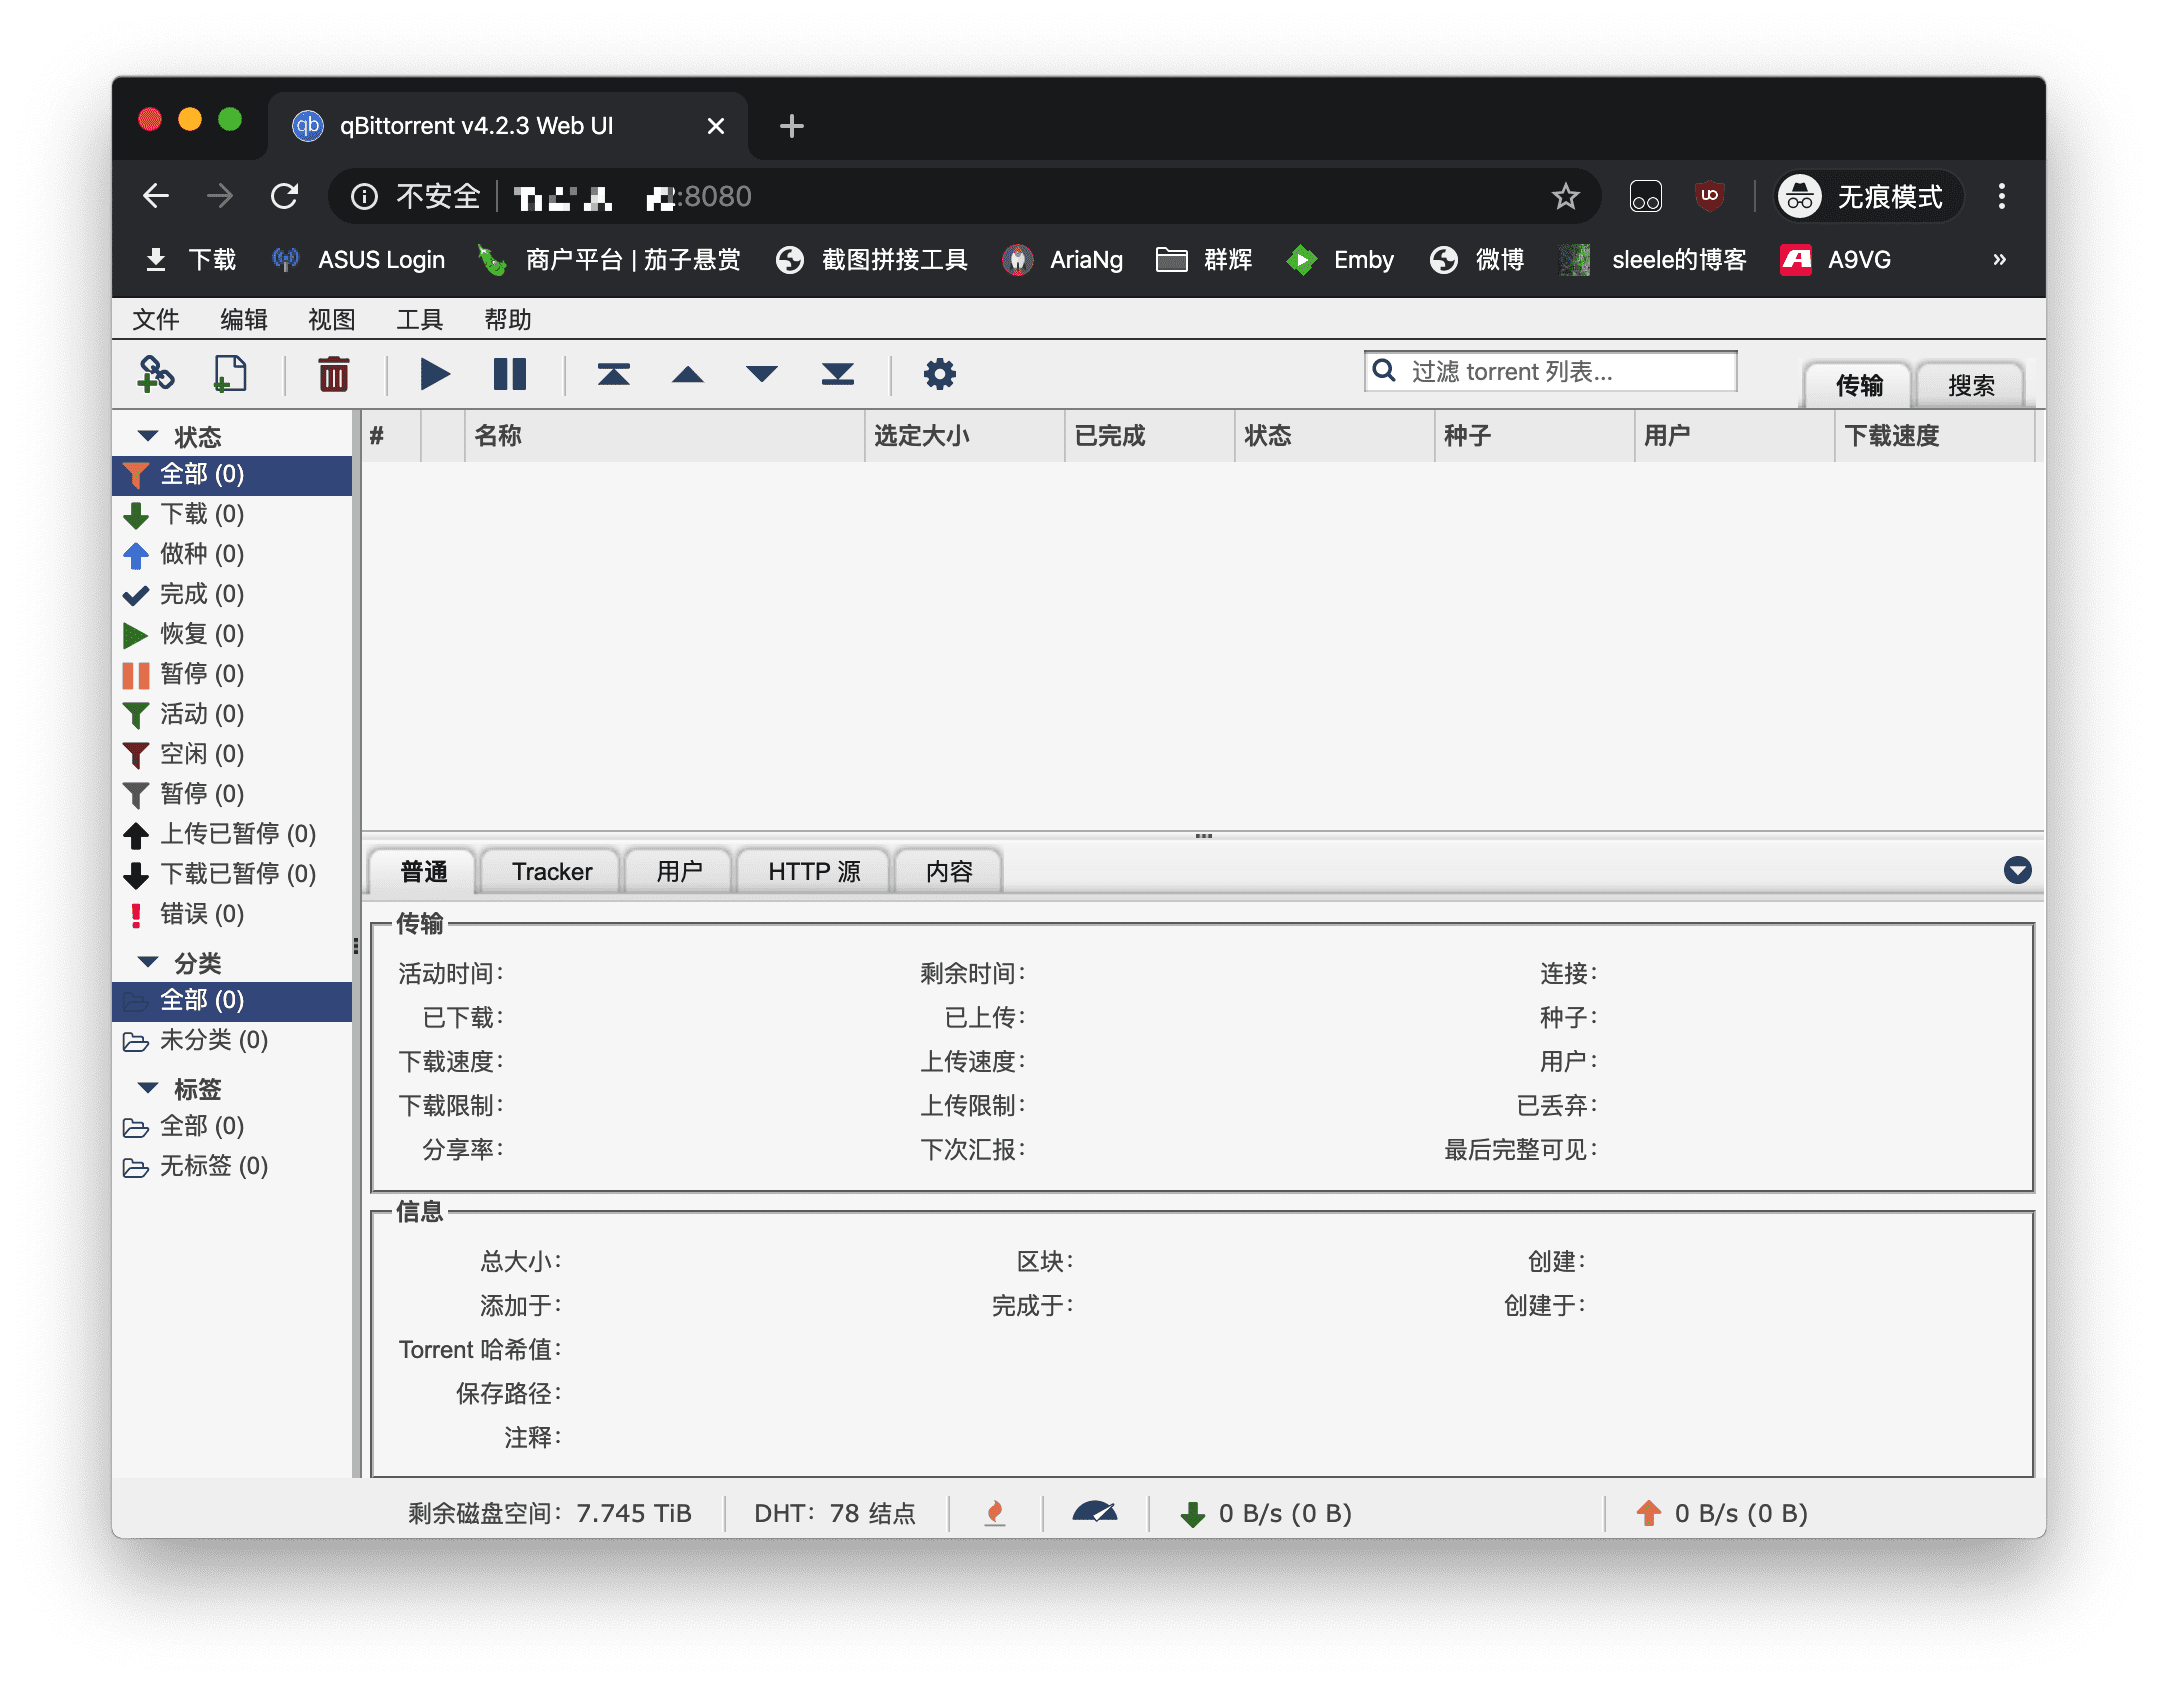 qb qBittorrent v4.2.3 Web UI
不安全 :8080 无痕模式
下载 ASUS Login 商户平台 | 茄子悬赏 截图拼接工具 AriaNg 群辉 Emby 微博 sleele的博客 A9VG »
文件 编辑 视图 工具 帮助
过滤 torrent 列表... 传输 搜索
# 名称 选定大小 已完成 状态 种子 用户 下载速度
状态
全部 (0)
下载 (0)
做种 (0)
完成 (0)
恢复 (0)
暂停 (0)
活动 (0)
空闲 (0)
暂停 (0)
上传已暂停 (0)
下载已暂停 (0)
错误 (0)
分类
全部 (0)
未分类 (0)
标签
全部 (0)
无标签 (0)
普通 Tracker 用户 HTTP 源 内容
传输
活动时间: 剩余时间: 连接:
已下载: 已上传: 种子:
下载速度: 上传速度: 用户:
下载限制: 上传限制: 已丢弃:
分享率: 下次汇报: 最后完整可见:
信息
总大小: 区块: 创建:
添加于: 完成于: 创建于:
Torrent 哈希值:
保存路径:
注释:
剩余磁盘空间: 7.745 TiB DHT: 78 结点 0 B/s (0 B) 0 B/s (0 B)